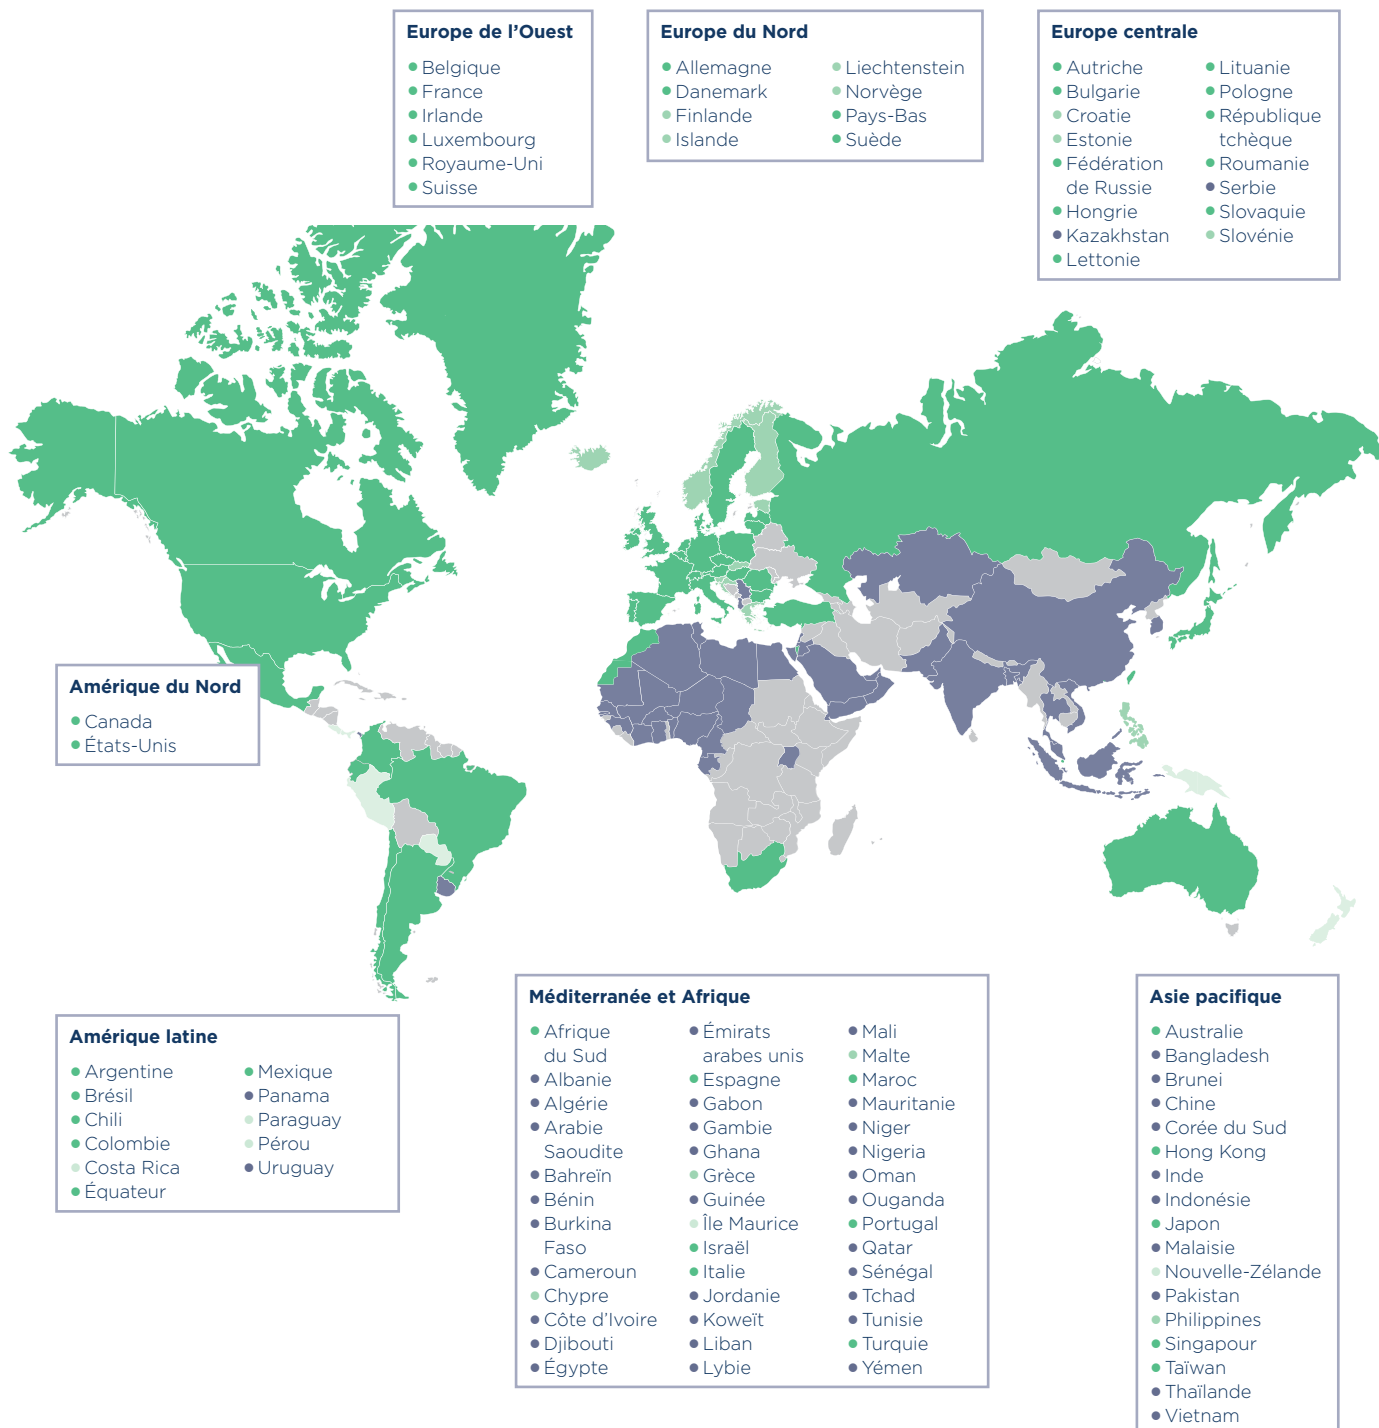 Europe de l'Ouest
Belgique
France
Irlande
Luxembourg
Royaume-Uni
Suisse
Europe du Nord
Allemagne
Danemark
Finlande
Islande
Liechtenstein
Norvège
Pays-Bas
Suède
Europe centrale
Autriche
Bulgarie
Croatie
Estonie
Fédération
de Russie
Hongrie
Kazakhstan
Lettonie
Lituanie
Pologne
République
tchèque
Roumanie
Serbie
Slovaquie
Slovénie
Amérique du Nord
Canada
États-Unis
Amérique latine
Argentine
Brésil
Chili
Colombie
Costa Rica
Équateur
Mexique
Panama
Paraguay
Pérou
Uruguay
Méditerranée et Afrique
Afrique
du Sud
Albanie
Algérie
Arabie
Saoudite
Bahreïn
Bénin
Burkina
Faso
Cameroun
Chypre
Côte d'Ivoire
Djibouti
Égypte
Émirats
arabes unis
Espagne
Gabon
Gambie
Ghana
Grèce
Guinée
Île Maurice
Israël
Italie
Jordanie
Koweït
Liban
Lybie
Mali
Malte
Maroc
Mauritanie
Niger
Nigeria
Oman
Ouganda
Portugal
Qatar
Sénégal
Tchad
Tunisie
Turquie
Yémen
Asie pacifique
Australie
Bangladesh
Brunei
Chine
Corée du Sud
Hong Kong
Inde
Indonésie
Japon
Malaisie
Nouvelle-Zélande
Pakistan
Philippines
Singapour
Taïwan
Thaïlande
Vietnam